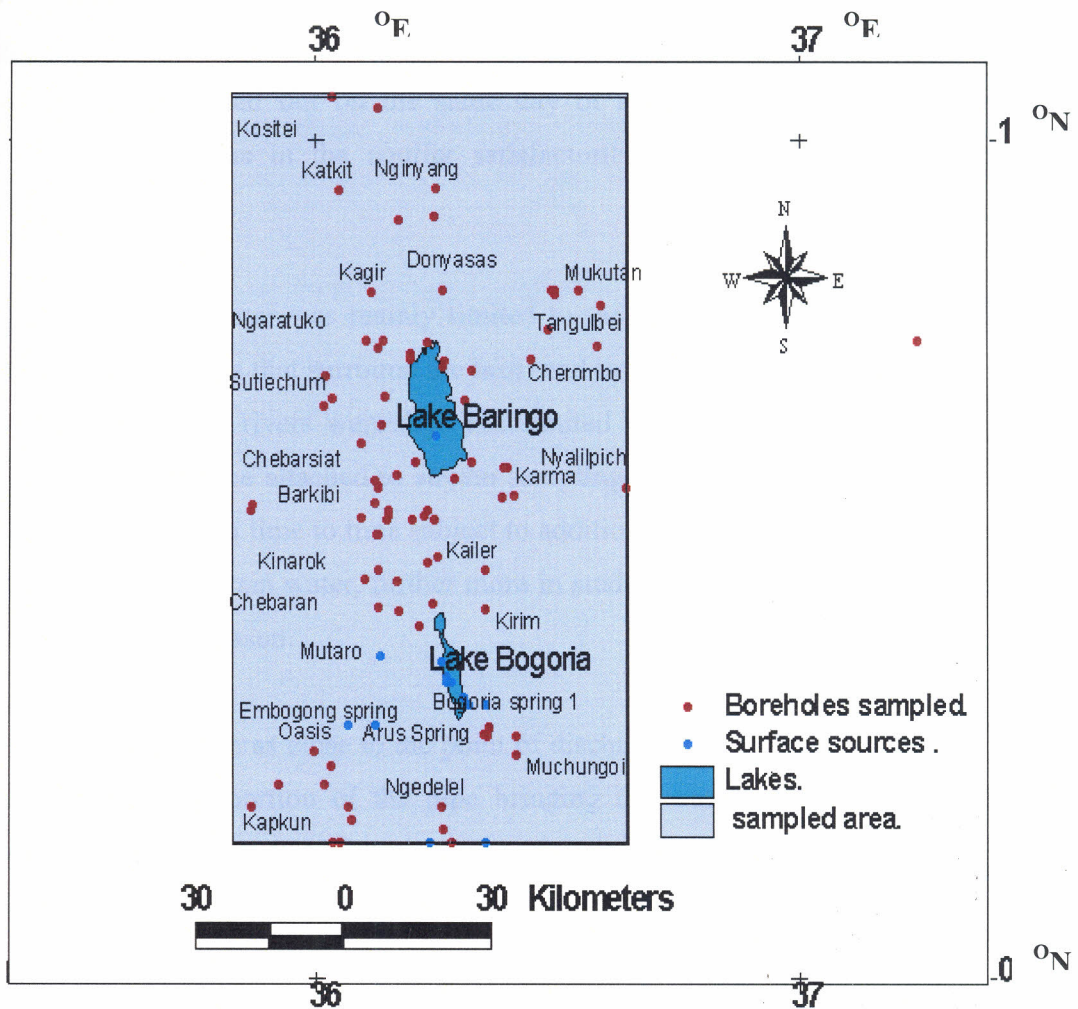 36 °E 37 °E
1 °N
Kositei
Katkit Nginyang
N
Donyasas
Kagir Mukutan
W E
Ngaratuko Tangulbei
S
Sutiechum Cherombo
Lake Baringo
Chebarsiat Nyalilpich
Karma
Barkibi
Kinarok Kailer
Chebaran Kirim
Mutaro Lake Bogoria
Embogong spring Bogoria spring 1
Boreholes sampled.
Oasis Arus Spring
Surface sources .
Muchungoi
Lakes.
Ngedelel
Kapkun
sampled area.
30 0 30 Kilometers
0 °N
36 37